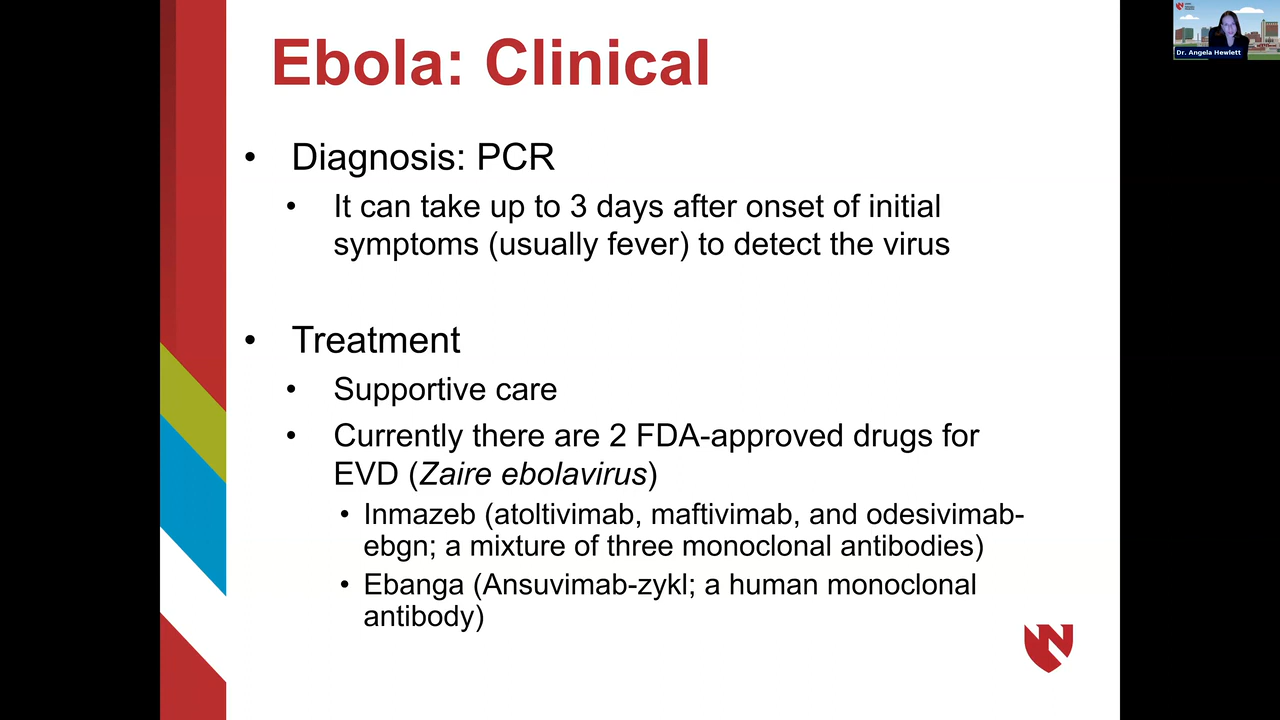 Ebola: Clinical
• Diagnosis: PCR
• It can take up to 3 days after onset of initial
symptoms (usually fever) to detect the virus
• Treatment
• Supportive care
• Currently there are 2 FDA-approved drugs for
EVD (Zaire ebolavirus)
• Inmazeb (atoltivimab, maftivimab, and odesivimab-
ebgn; a mixture of three monoclonal antibodies)
• Ebanga (Ansuvimab-zykl; a human monoclonal
antibody)
Dr. Angela Hewlett